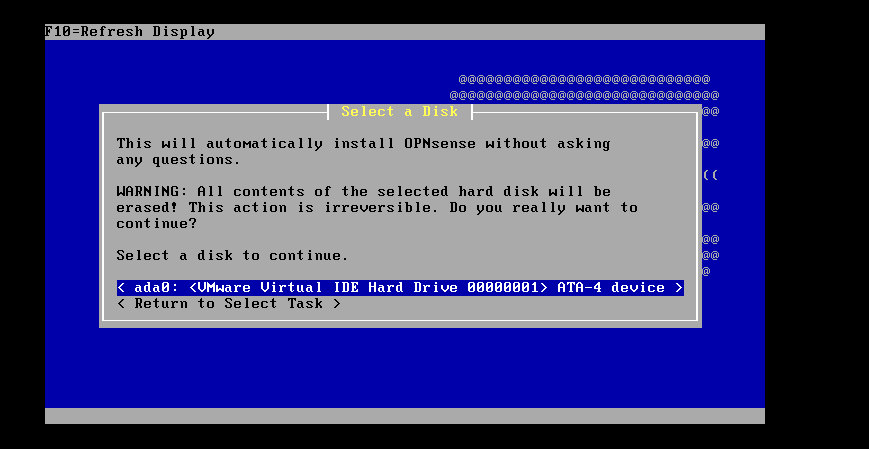 F10=Refresh Display
@@@@@@@@@@@@@@@@@@@@@@@@@@@@
@@@@@@@@@@@@@@@@@@@@@@@@@@@@@@
Select a Disk
@@
This will automatically install OPNsense without asking
@@
any questions.
((
WARNING: All contents of the selected hard disk will be
erased! This action is irreversible. Do you really want to
@@
continue?
@@
Select a disk to continue.
@@
@
< ada0: <VMware Virtual IDE Hard Drive 00000001> ATA-4 device >
< Return to Select Task >